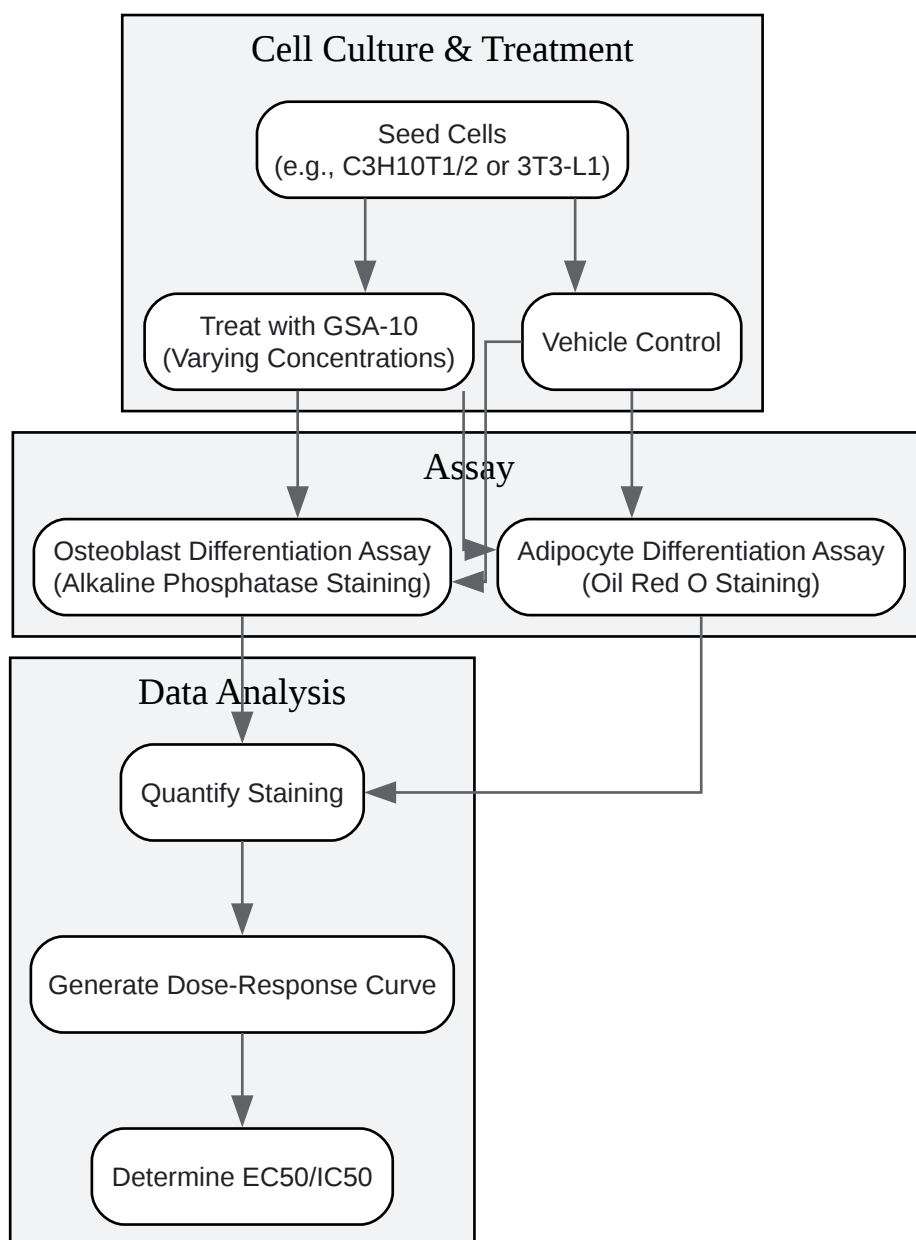 Cell Culture & Treatment
Seed Cells
(e.g., C3H10T1/2 or 3T3-L1)
Treat with GSA-10
(Varying Concentrations)
Vehicle Control
Assay
Osteoblast Differentiation Assay
(Alkaline Phosphatase Staining)
Adipocyte Differentiation Assay
(Oil Red O Staining)
Data Analysis
Quantify Staining
Generate Dose-Response Curve
Determine EC50/IC50